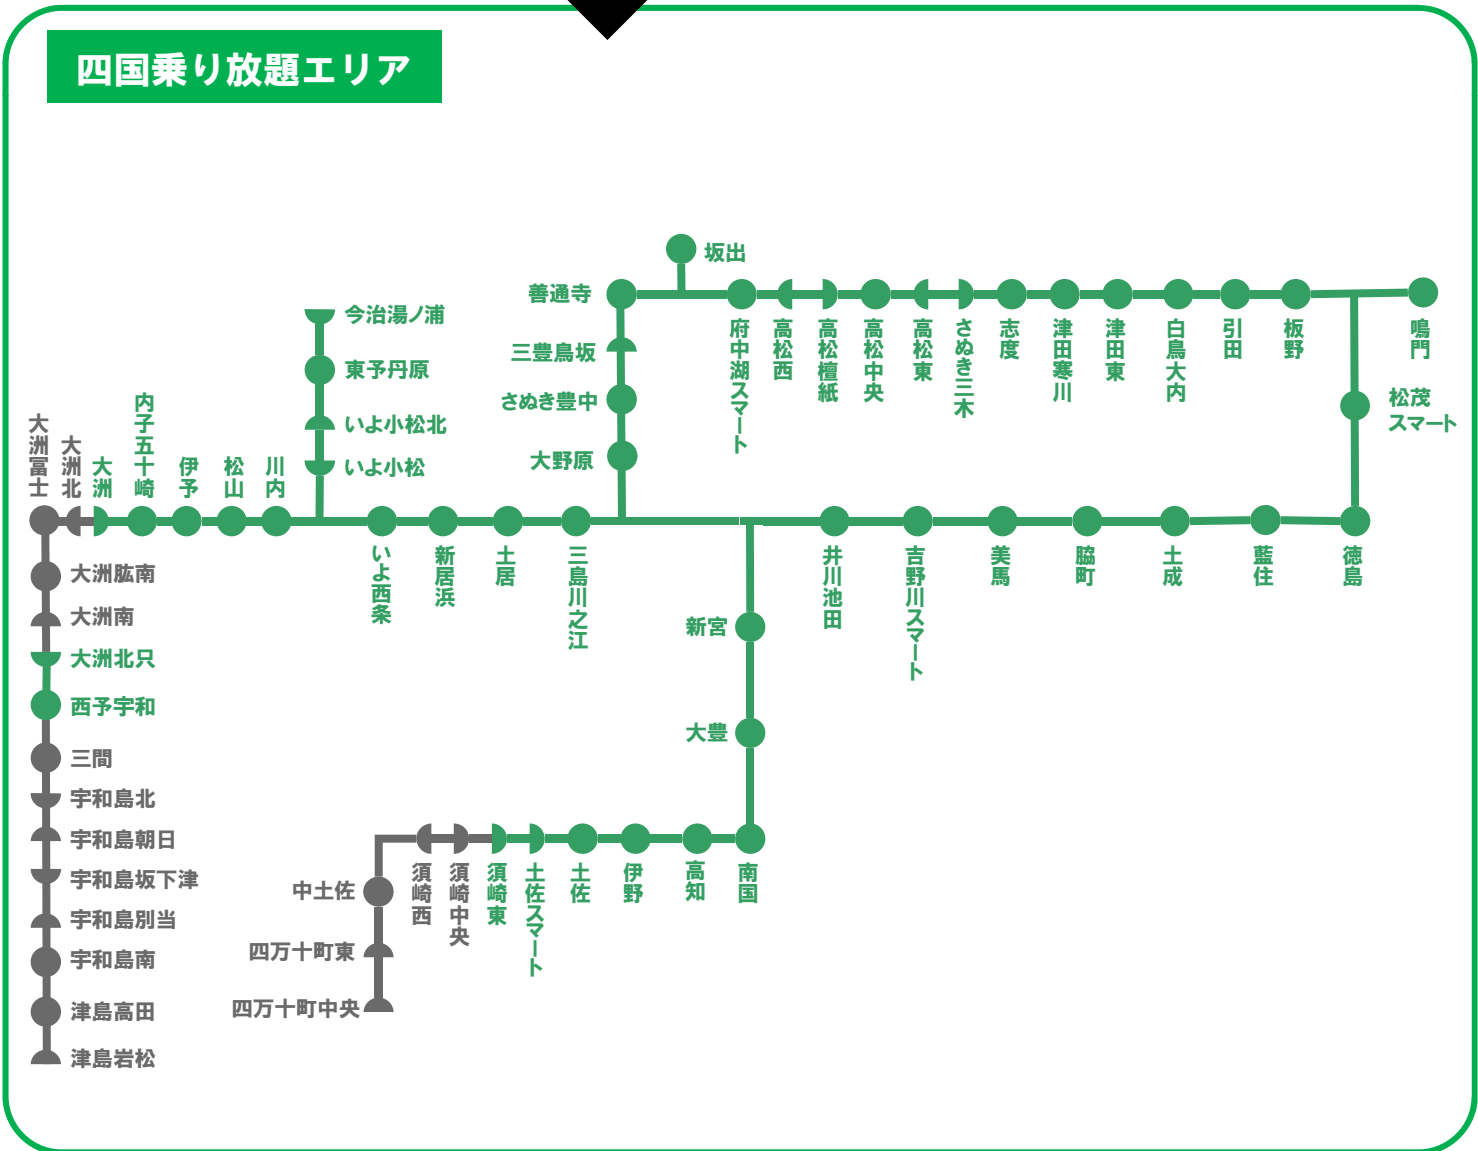 四国乗り放題エリア
坂出
善通寺
三豊鳥坂
さぬき豊中
大野原
府中湖スマート
高松西
高松檀紙
高松中央
高松東
さぬき三木
志度
津田寒川
津田東
白鳥大内
引田
板野
鳴門
松茂
スマート
今治湯ノ浦
東予丹原
いよ小松北
いよ小松
大洲冨士
大洲北
大洲
内子五十崎
伊予
松山
川内
いよ西条
新居浜
土居
三島川之江
井川池田
吉野川スマート
美馬
脇町
土成
藍住
徳島
大洲肱南
大洲南
大洲北只
西予宇和
三間
宇和島北
宇和島朝日
宇和島坂下津
宇和島別当
宇和島南
津島高田
津島岩松
新宮
大豊
南国
高知
伊野
土佐
土佐スマート
須崎東
須崎中央
須崎西
中土佐
四万十町東
四万十町中央